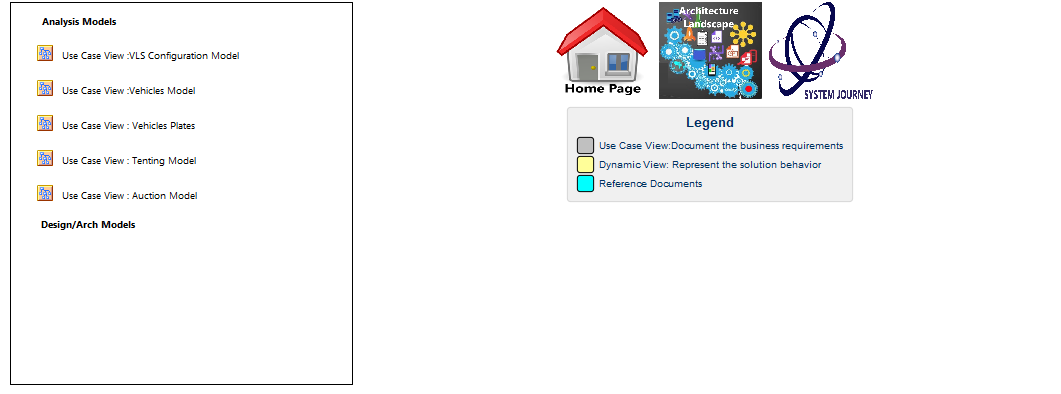 Analysis Models
Use Case View :VLS Configuration Model
Use Case View :Vehicles Model
Use Case View : Vehicles Plates
Use Case View : Tenting Model
Use Case View : Auction Model
Design/Arch Models
Home Page
Architecture
Landscape
SYSTEM JOURNEY
Legend
Use Case View:Document the business requirements
Dynamic View: Represent the solution behavior
Reference Documents